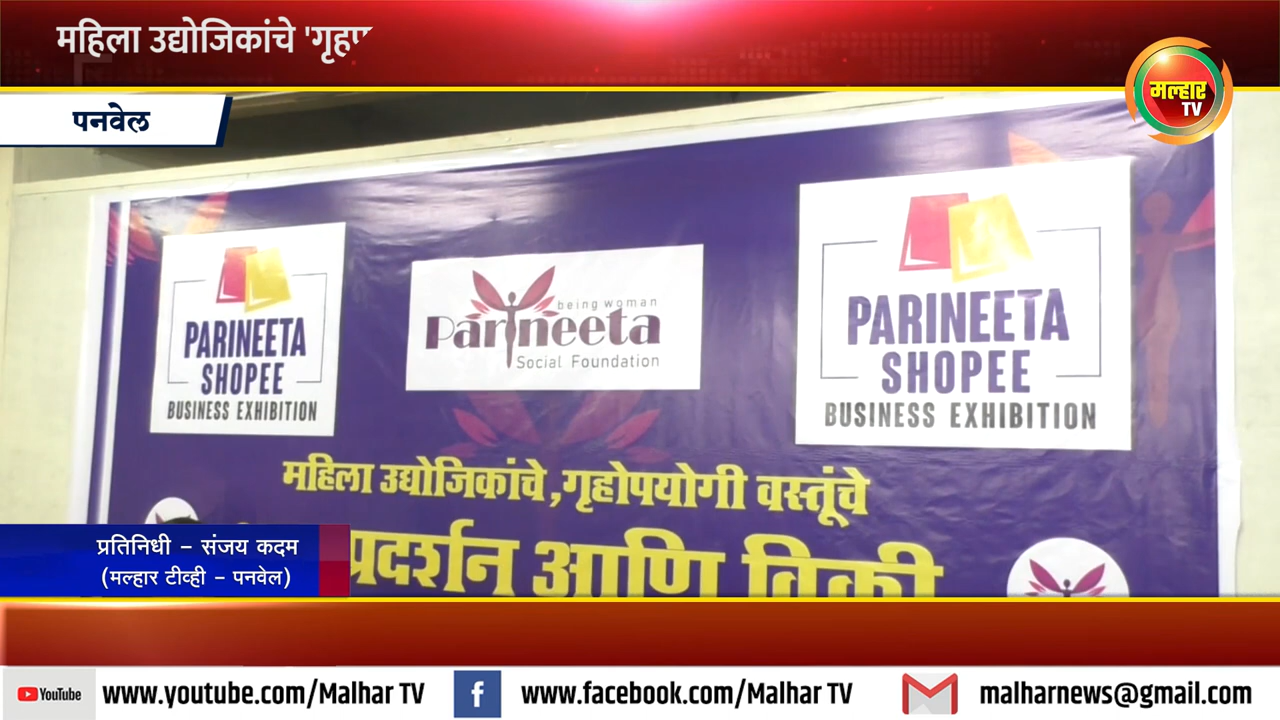 महिला उद्योजिकांचे 'गृहप
मल्हार
TV
पनवेल
PARINEETA
SHOPEE
BUSINESS EXHIBITION
being woman
Parineeta
Social Foundation
PARINEETA
SHOPEE
BUSINESS EXHIBITION
महिला उद्योजिकांचे,गृहोपयोगी वस्तूंचे
प्रदर्शन आणि विक्री
प्रतिनिधी – संजय कदम
(मल्हार टीव्ही – पनवेल)
YouTube
www.youtube.com/Malhar TV
f
www.facebook.com/Malhar TV
malharnews@gmail.com